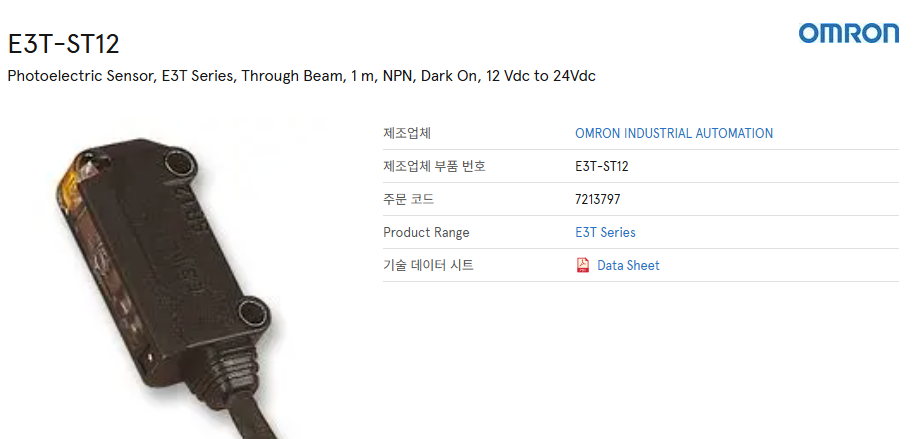 E3T-ST12
OMRON
Photoelectric Sensor, E3T Series, Through Beam, 1 m, NPN, Dark On, 12 Vdc to 24Vdc
제조업체 OMRON INDUSTRIAL AUTOMATION
제조업체 부품 번호 E3T-ST12
주문 코드 7213797
Product Range E3T Series
기술 데이터 시트 Data Sheet